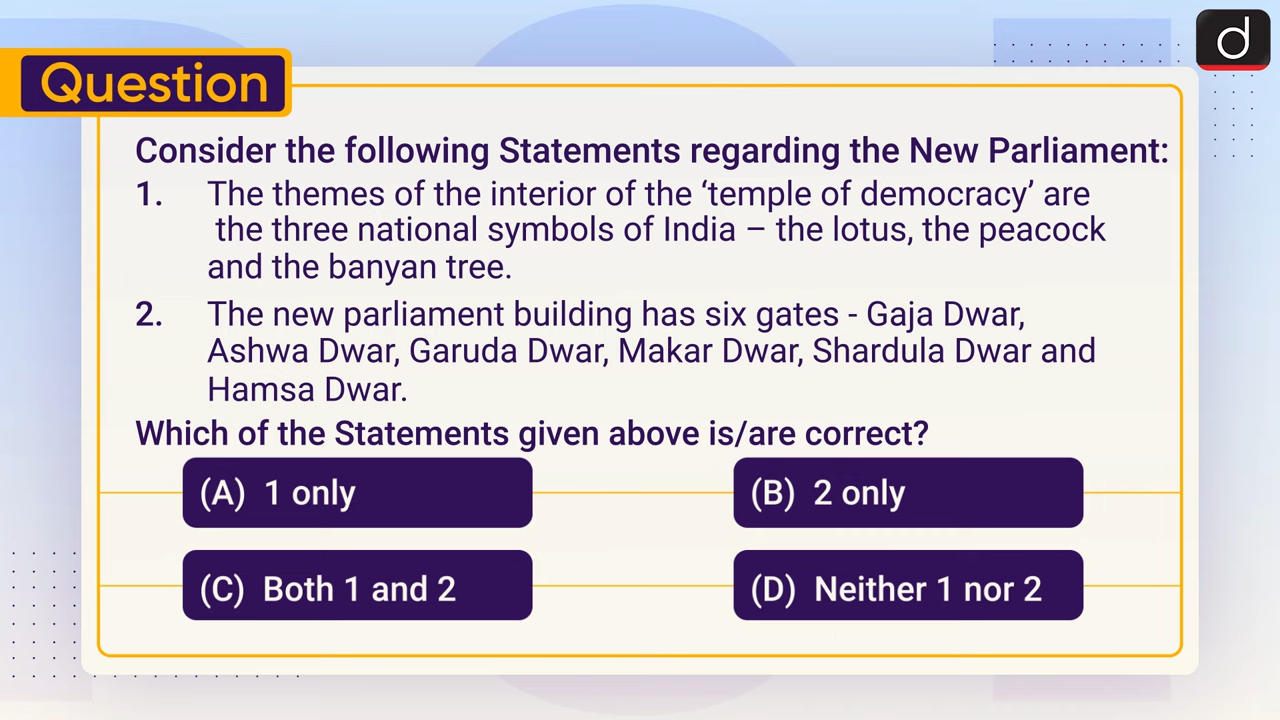 d
Question
Consider the following Statements regarding the New Parliament:
1. The themes of the interior of the ‘temple of democracy’ are
the three national symbols of India – the lotus, the peacock
and the banyan tree.
2. The new parliament building has six gates - Gaja Dwar,
Ashwa Dwar, Garuda Dwar, Makar Dwar, Shardula Dwar and
Hamsa Dwar.
Which of the Statements given above is/are correct?
(A) 1 only
(B) 2 only
(C) Both 1 and 2
(D) Neither 1 nor 2